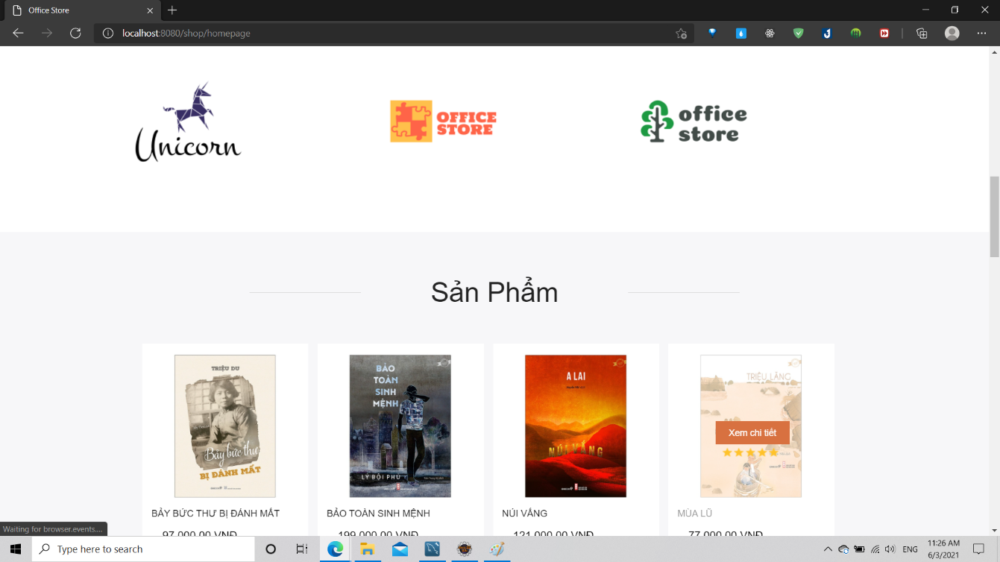 Office Store
localhost:8080/shop/homepage
Unicorn
OFFICE
STORE
office
store
Sản Phẩm
TRIỆU DU
Bảy bức thư
BỊ ĐÁNH MẤT
BẢO
TOÀN
SINH
MỆNH
LÝ BỘI PHU
A LAI
NÚI VẮNG
TRIỆU LĂNG
Xem chi tiết
BẢY BỨC THƯ BỊ ĐÁNH MẤT
BẢO TOÀN SINH MỆNH
NÚI VẮNG
MÙA LŨ
97,000.00 VNĐ
199,000.00 VNĐ
121,000.00 VNĐ
77,000.00 VNĐ
Waiting for browser.events....
Type here to search
ENG
11:26 AM
6/3/2021